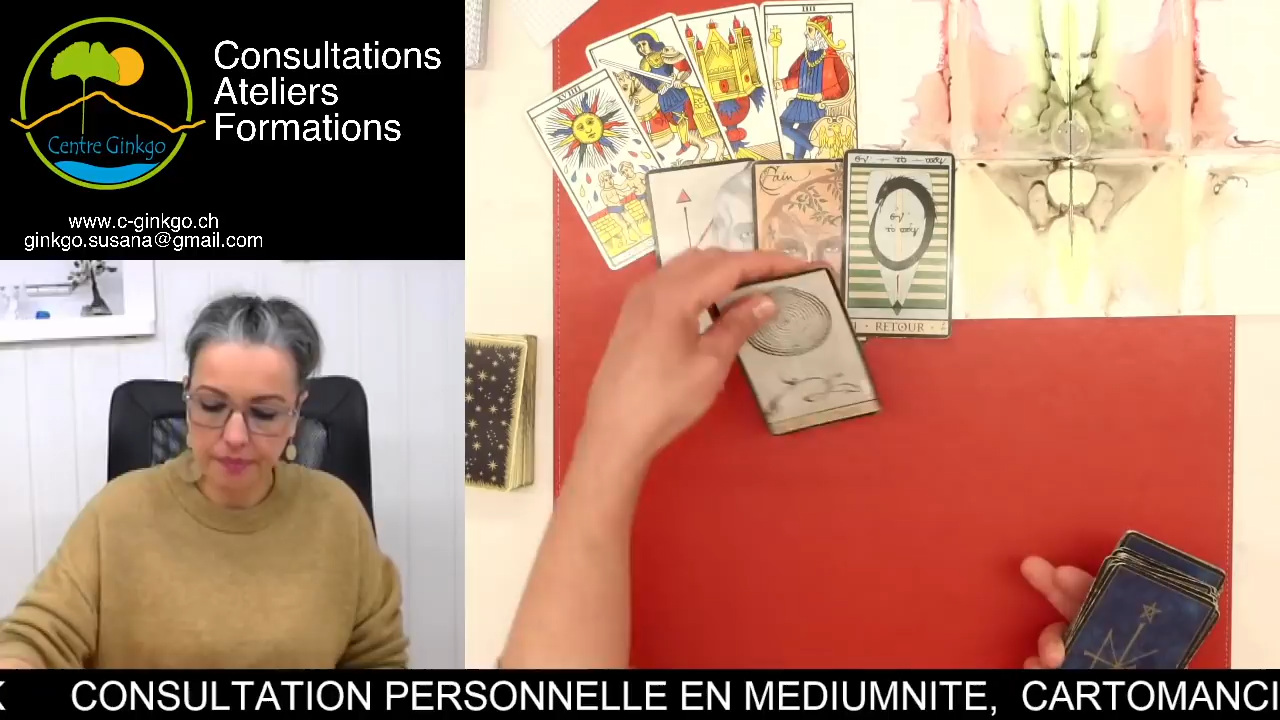 Consultations
Ateliers
Formations
Centre Ginkgo
www.c-ginkgo.ch
ginkgo.susana@gmail.com
XVIIII
IIII
Caïn
RETOUR
K CONSULTATION PERSONNELLE EN MEDIUMNITE, CARTOMANCI